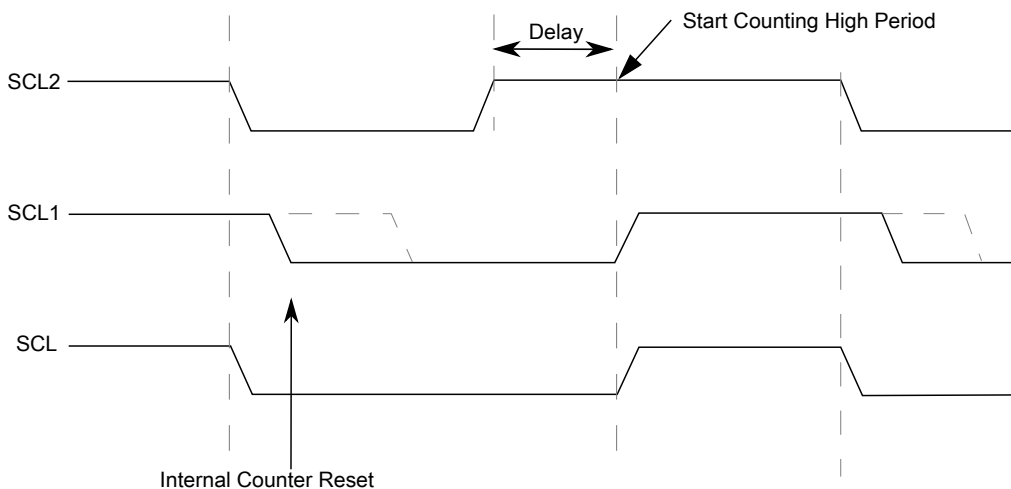 Start Counting High Period
Delay
SCL2
SCL1
SCL
Internal Counter Reset